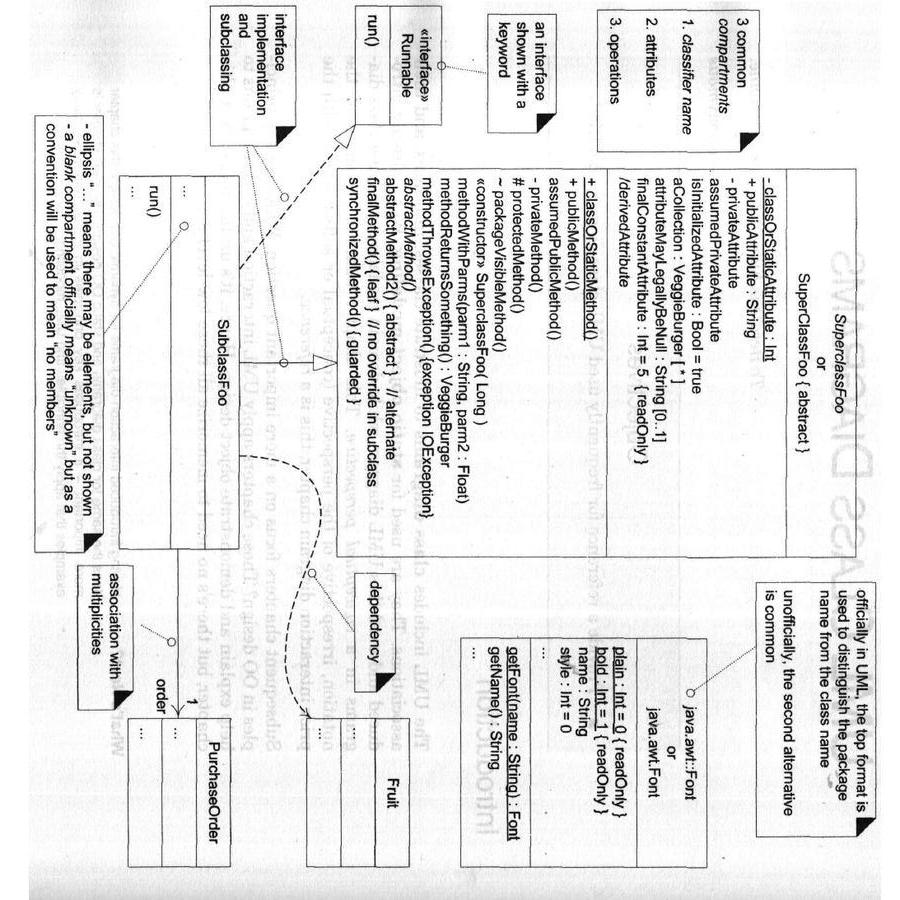 3 common
compartments
1. classifier name
2. attributes
3. operations
an interface
shown with a
keyword
«interface»
Runnable
run()
interface
implementation
and
subclassing
SuperclassFoo
or
SuperClassFoo { abstract }
- classOrStaticAttribute : Int
+ publicAttribute : String
- privateAttribute
assumedPrivateAttribute
isInitializedAttribute : Bool = true
aCollection : VeggieBurger [ * ]
attributeMayLegallyBeNull : String [0..1]
finalConstantAttribute : Int = 5 { readOnly }
/derivedAttribute
+ classOrStaticMethod()
+ publicMethod()
assumedPublicMethod()
- privateMethod()
# protectedMethod()
~ packageVisibleMethod()
«constructor» SuperclassFoo( Long )
methodWithParms(parm1 : String, parm2 : Float)
methodReturnsSomething() : VeggieBurger
methodThrowsException() {exception IOException}
abstractMethod()
abstractMethod2() { abstract } // alternate
finalMethod() { leaf } // no override in subclass
synchronizedMethod() { guarded }
officially in UML, the top format is
used to distinguish the package
name from the class name
unofficially, the second alternative
is common
java.awt::Font
or
java.awt.Font
plain : Int = 0 { readOnly }
bold : Int = 1 { readOnly }
name : String
style : Int = 0
...
getFont(name : String) : Font
getName() : String
...
dependency
Fruit
...
...
SubclassFoo
...
run()
...
- ellipsis "…" means there may be elements, but not shown
- a blank compartment officially means "unknown" but as a
convention will be used to mean "no members"
association with
multiplicities
order
1
PurchaseOrder
...
...